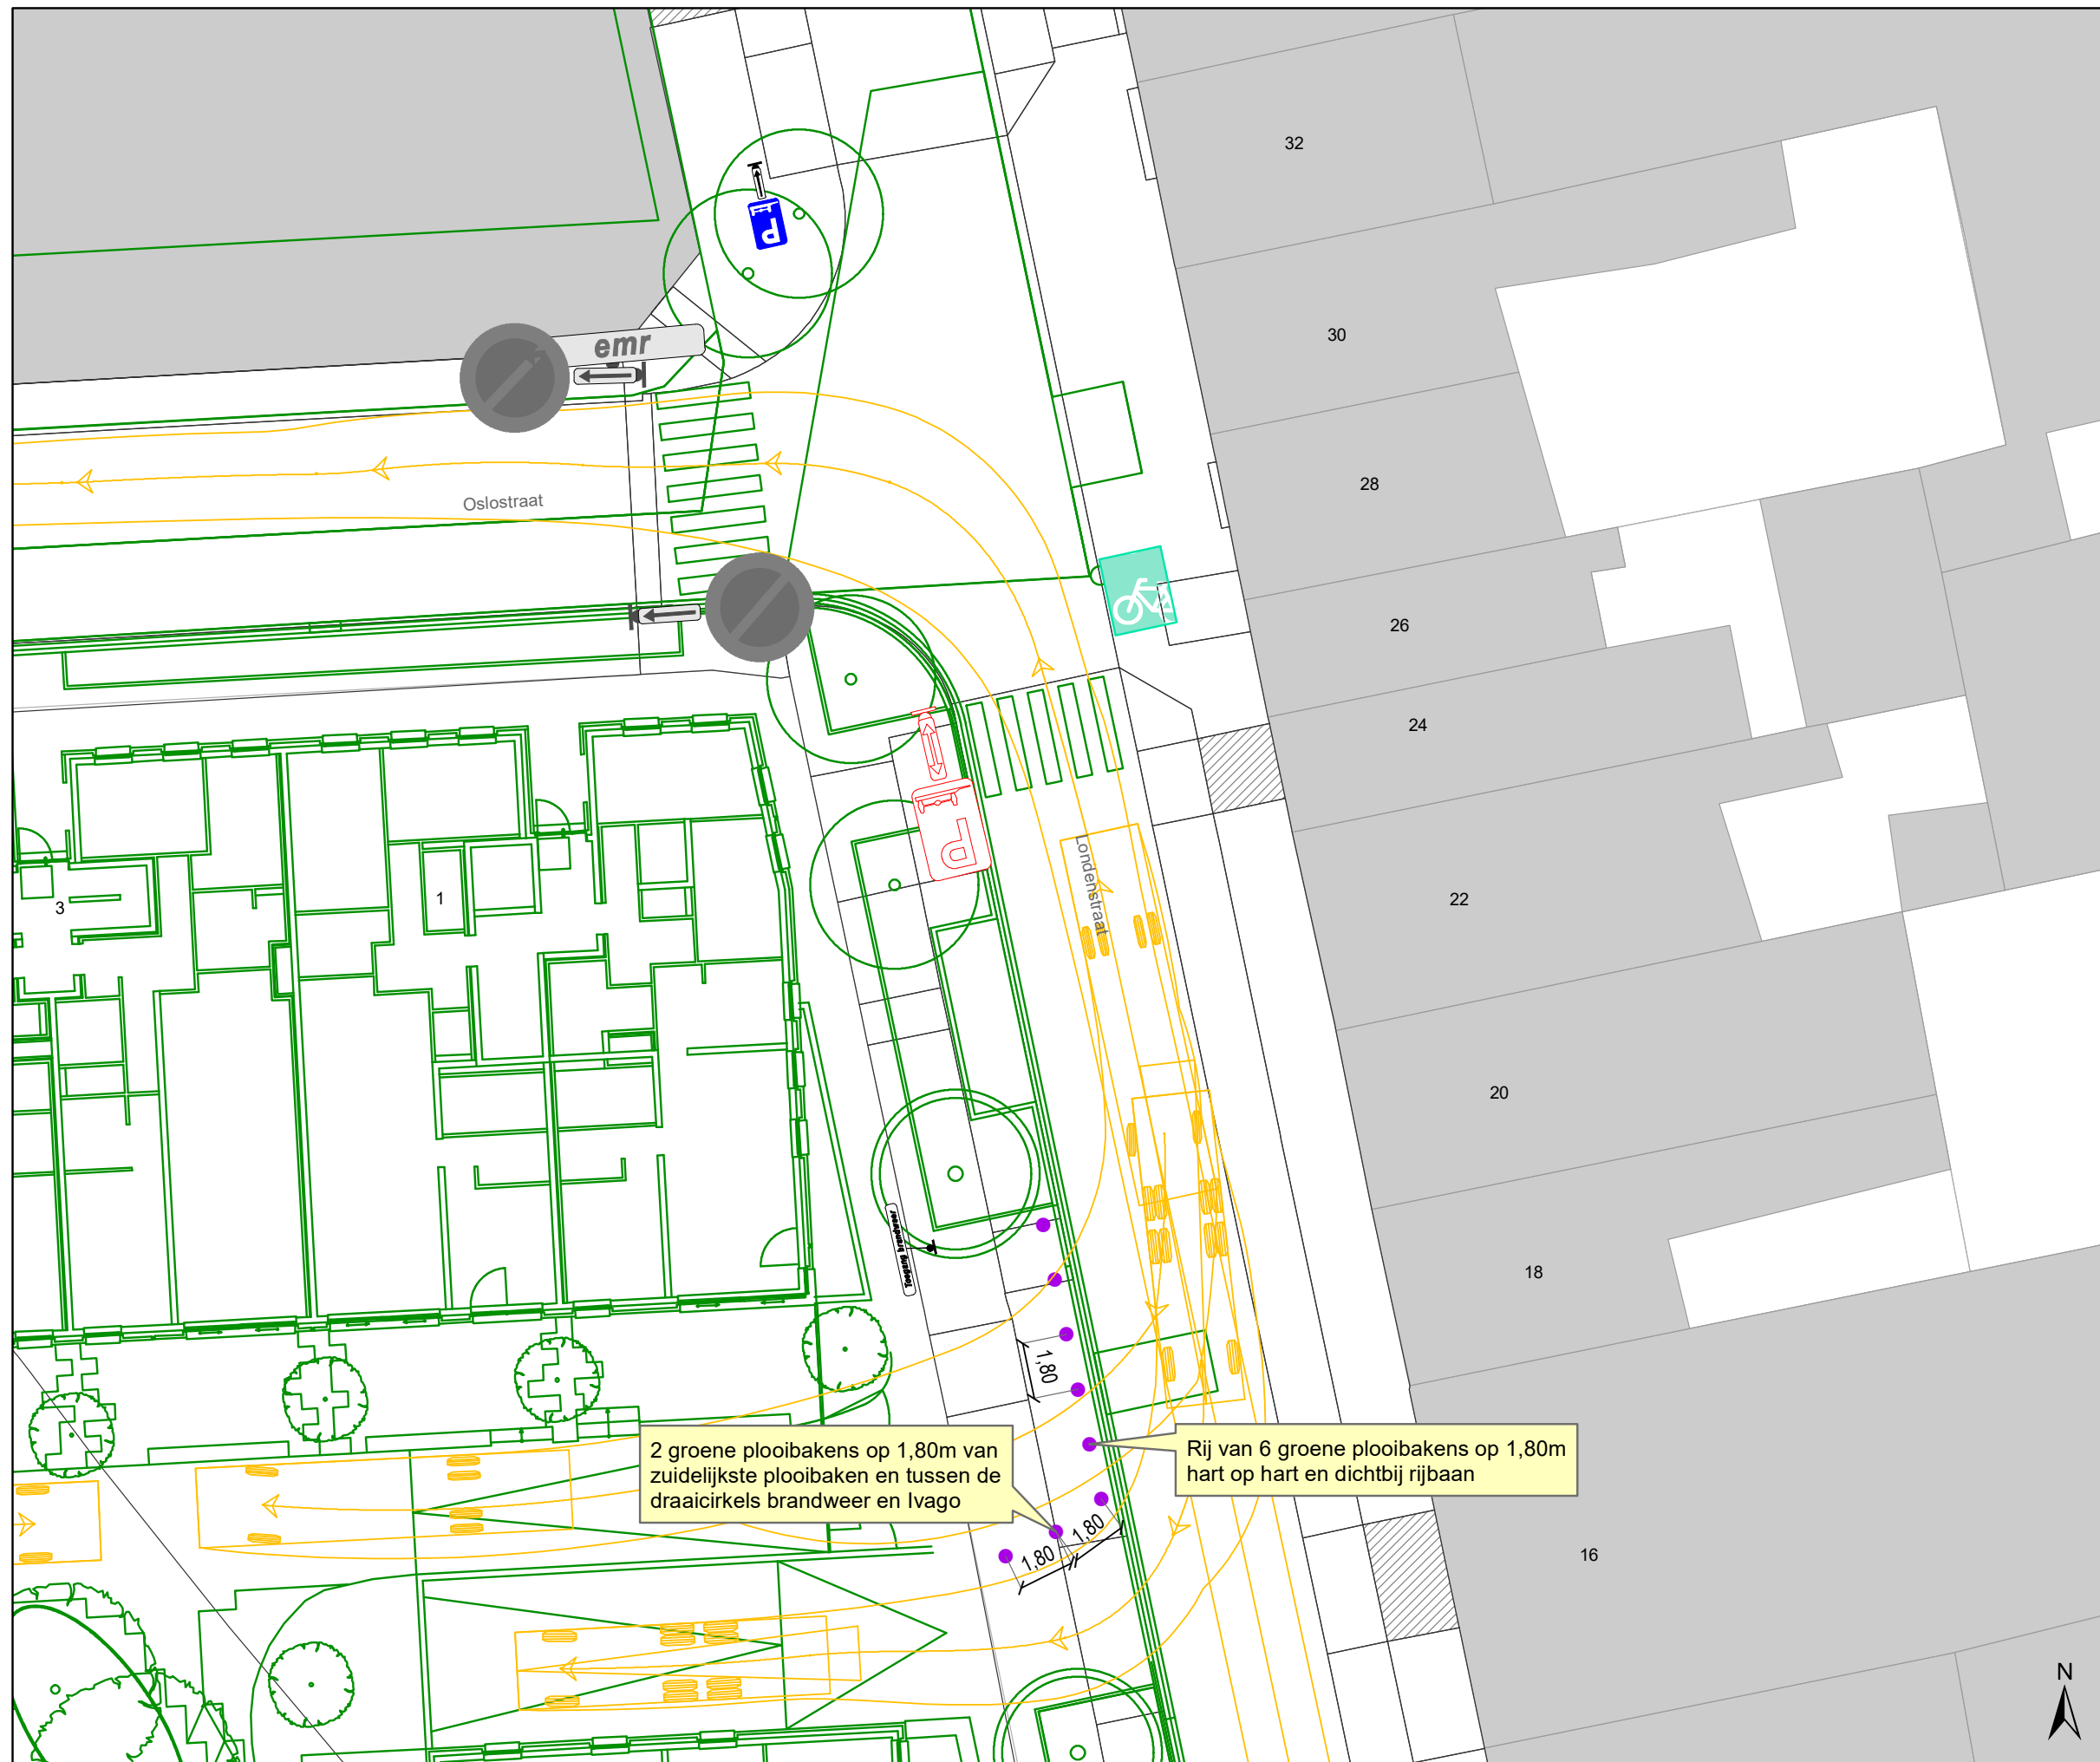 32
P
emr
30
Oslostraat
28
26
24
P
Londenstraat
22
1
3
20
Toegang brandweer
18
1,80
2 groene plooibakens op 1,80m van
zuidelijkste plooibaken en tussen de
draaicirkels brandweer en Ivago
Rij van 6 groene plooibakens op 1,80m
hart op hart en dichtbij rijbaan
1,80
1,80
16
N